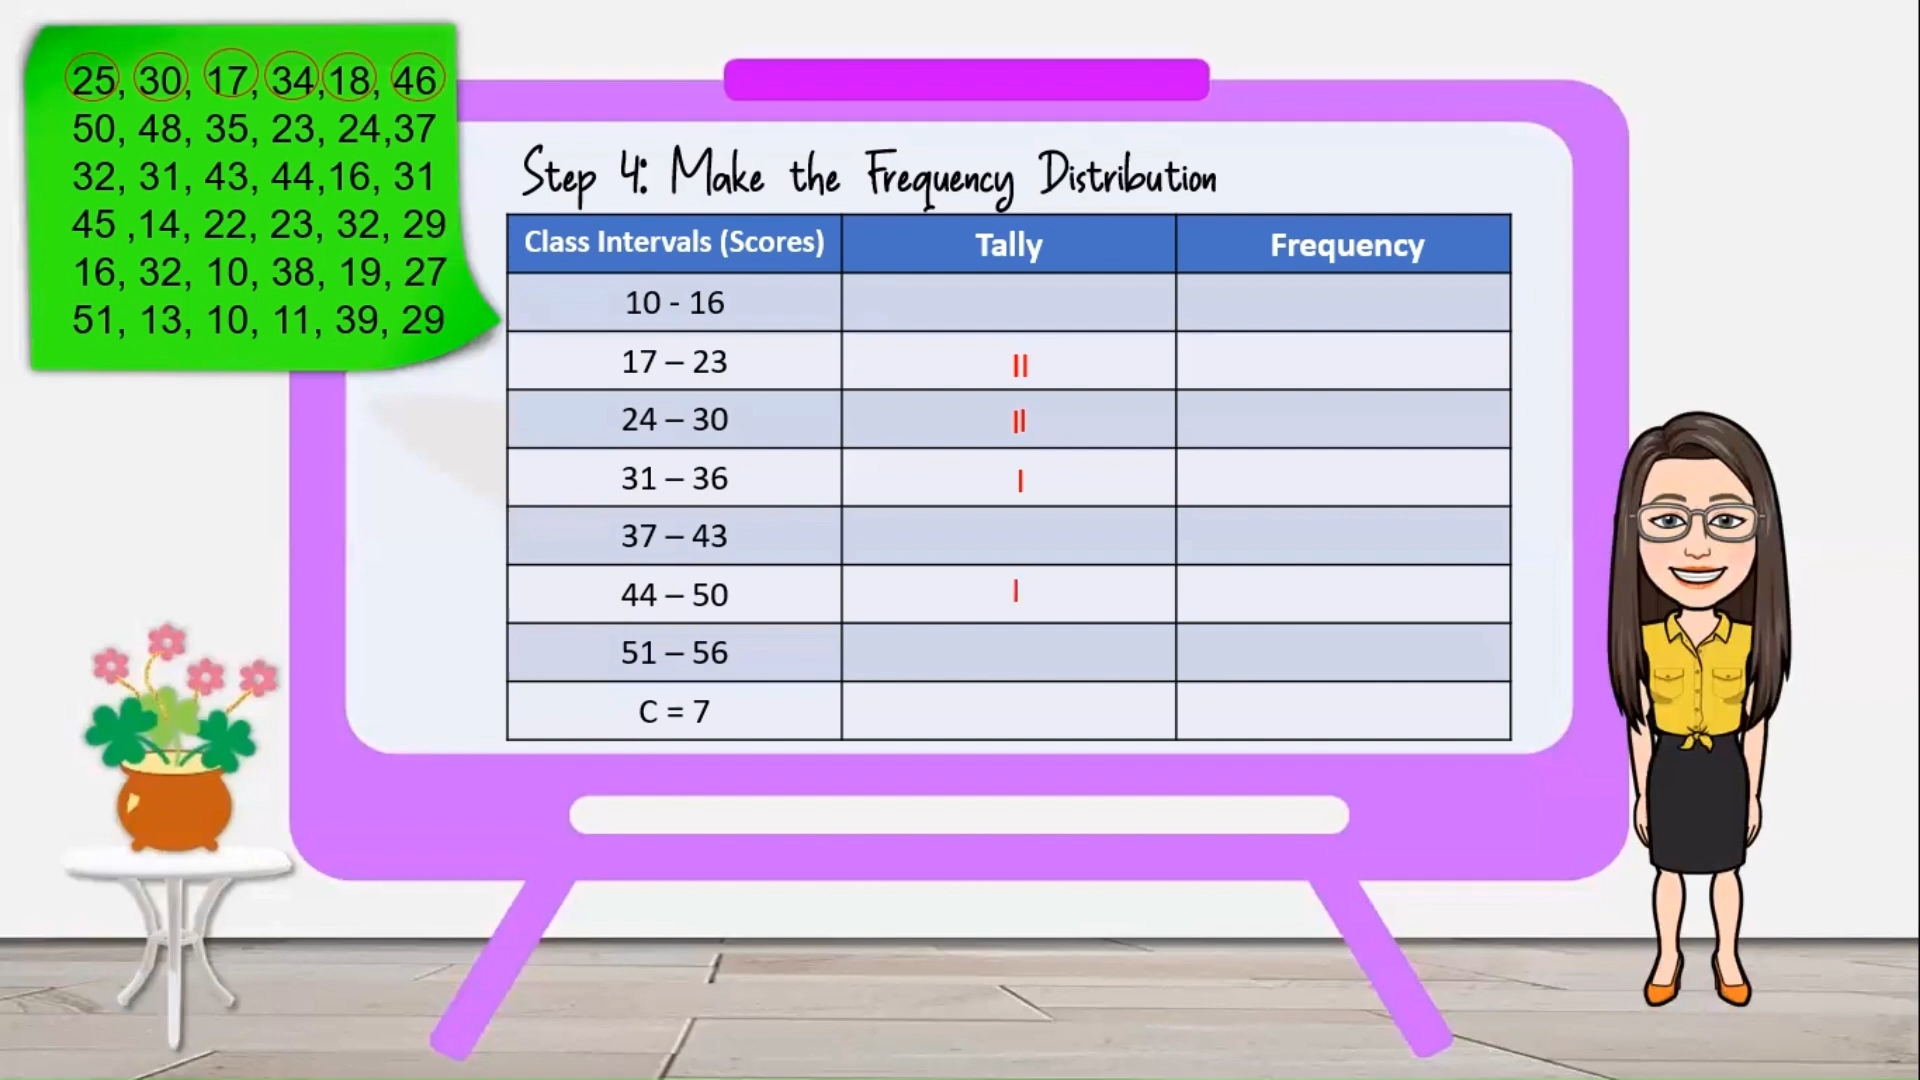 25, 30, 17, 34,18, 46
50, 48, 35, 23, 24,37
32, 31, 43, 44,16, 31
45 ,14, 22, 23, 32, 29
16, 32, 10, 38, 19, 27
51, 13, 10, 11, 39, 29
Step 4: Make the Frequency Distribution
Class Intervals (Scores) Tally Frequency
10 - 16
17 – 23 ||
24 – 30 ||
31 – 36 |
37 – 43
44 – 50 |
51 – 56
C = 7